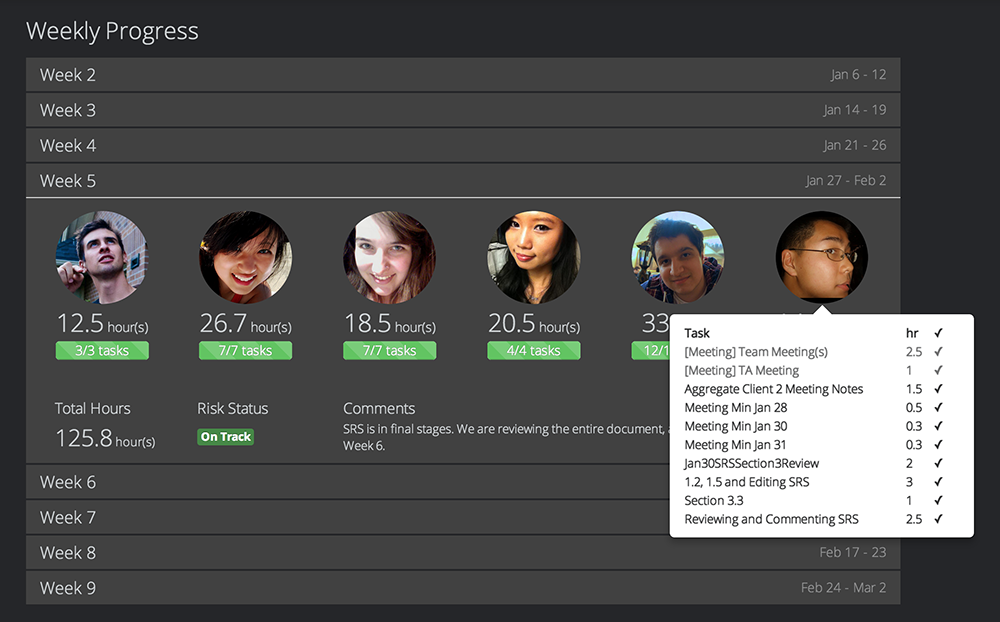 Weekly Progress
Week 2 Jan 6 - 12
Week 3 Jan 14 - 19
Week 4 Jan 21 - 26
Week 5 Jan 27 - Feb 2
12.5 hour(s) 26.7 hour(s) 18.5 hour(s) 20.5 hour(s) 33
3/3 tasks 7/7 tasks 7/7 tasks 4/4 tasks
Total Hours Risk Status Comments
125.8 hour(s) On Track SRS is in final stages. We are reviewing the entire document,
Week 6.
Task hr ✓
[Meeting] Team Meeting(s) 2.5 ✓
[Meeting] TA Meeting 1 ✓
Aggregate Client 2 Meeting Notes 1.5 ✓
Meeting Min Jan 28 0.5 ✓
Meeting Min Jan 30 0.3 ✓
Meeting Min Jan 31 0.3 ✓
Jan30SRSSection3Review 2 ✓
1.2, 1.5 and Editing SRS 3 ✓
Section 3.3 1 ✓
Reviewing and Commenting SRS 2.5 ✓
Week 6
Week 7
Week 8 Feb 17 - 23
Week 9 Feb 24 - Mar 2